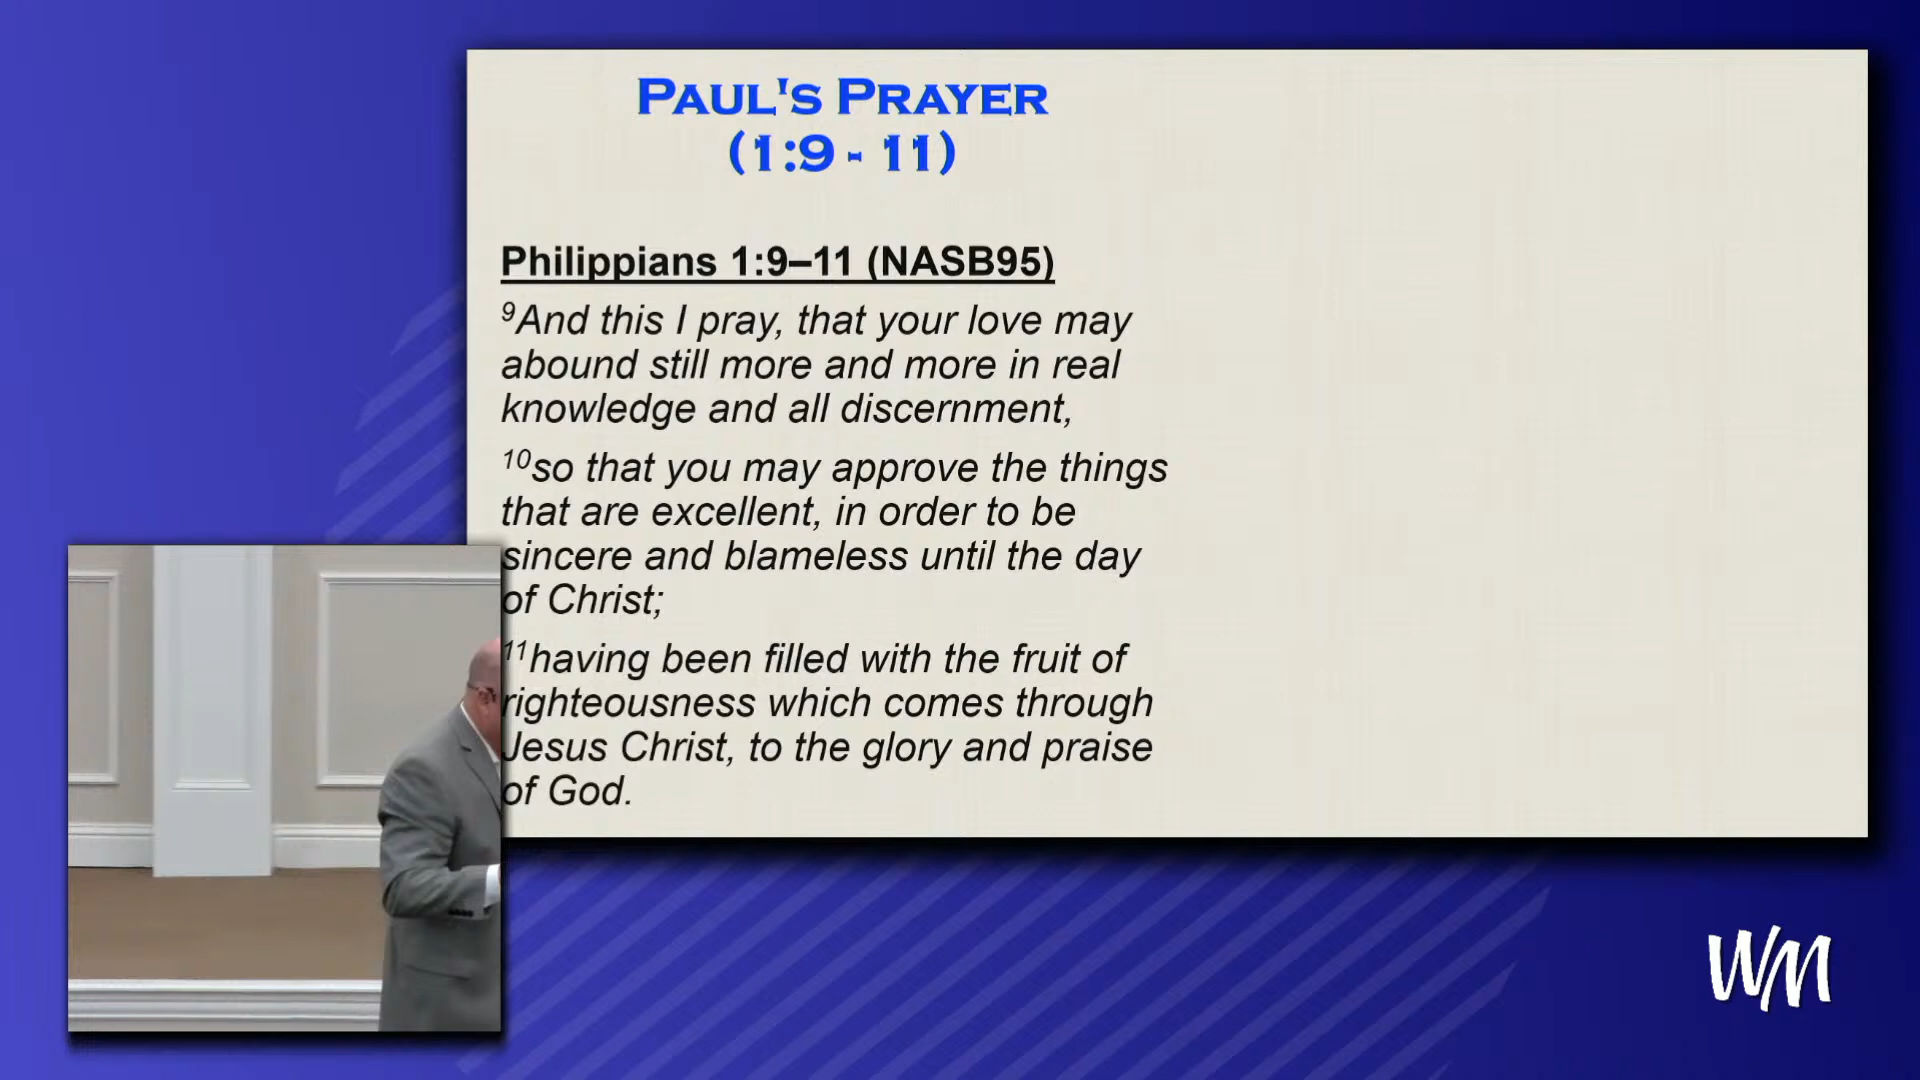 PAUL'S PRAYER
(1:9 - 11)
Philippians 1:9–11 (NASB95)
9And this I pray, that your love may
abound still more and more in real
knowledge and all discernment,
10so that you may approve the things
that are excellent, in order to be
sincere and blameless until the day
of Christ;
11having been filled with the fruit of
righteousness which comes through
Jesus Christ, to the glory and praise
of God.
WM